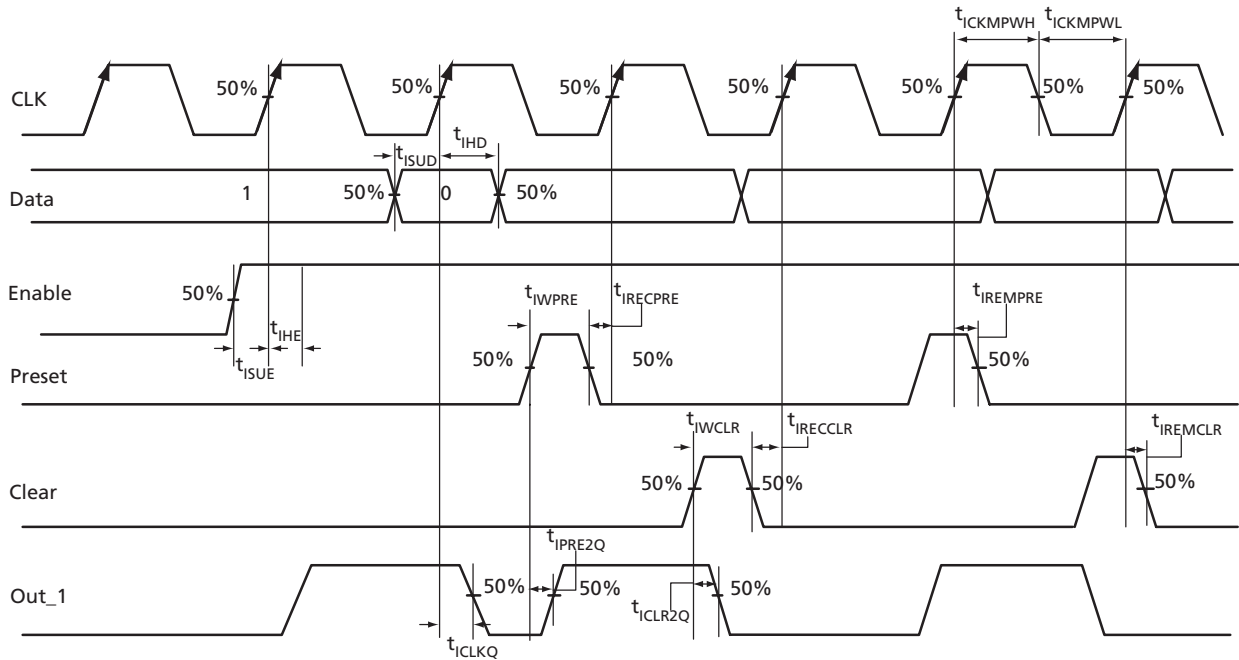 tICKMPWH tICKMPWL
CLK 50% 50% 50% 50% 50% 50% 50%
tISUD tIHD
Data 1 50% 0 50%
Enable 50%
tIHE tISUE
tIWPRE tIRECPRE tIREMPRE
Preset 50% 50% 50%
tIWCLR tIRECCLR tIREMCLR
Clear 50% 50% 50%
tIPRE2Q
Out_1 50% 50% 50%
tICLR2Q
tICLKQ